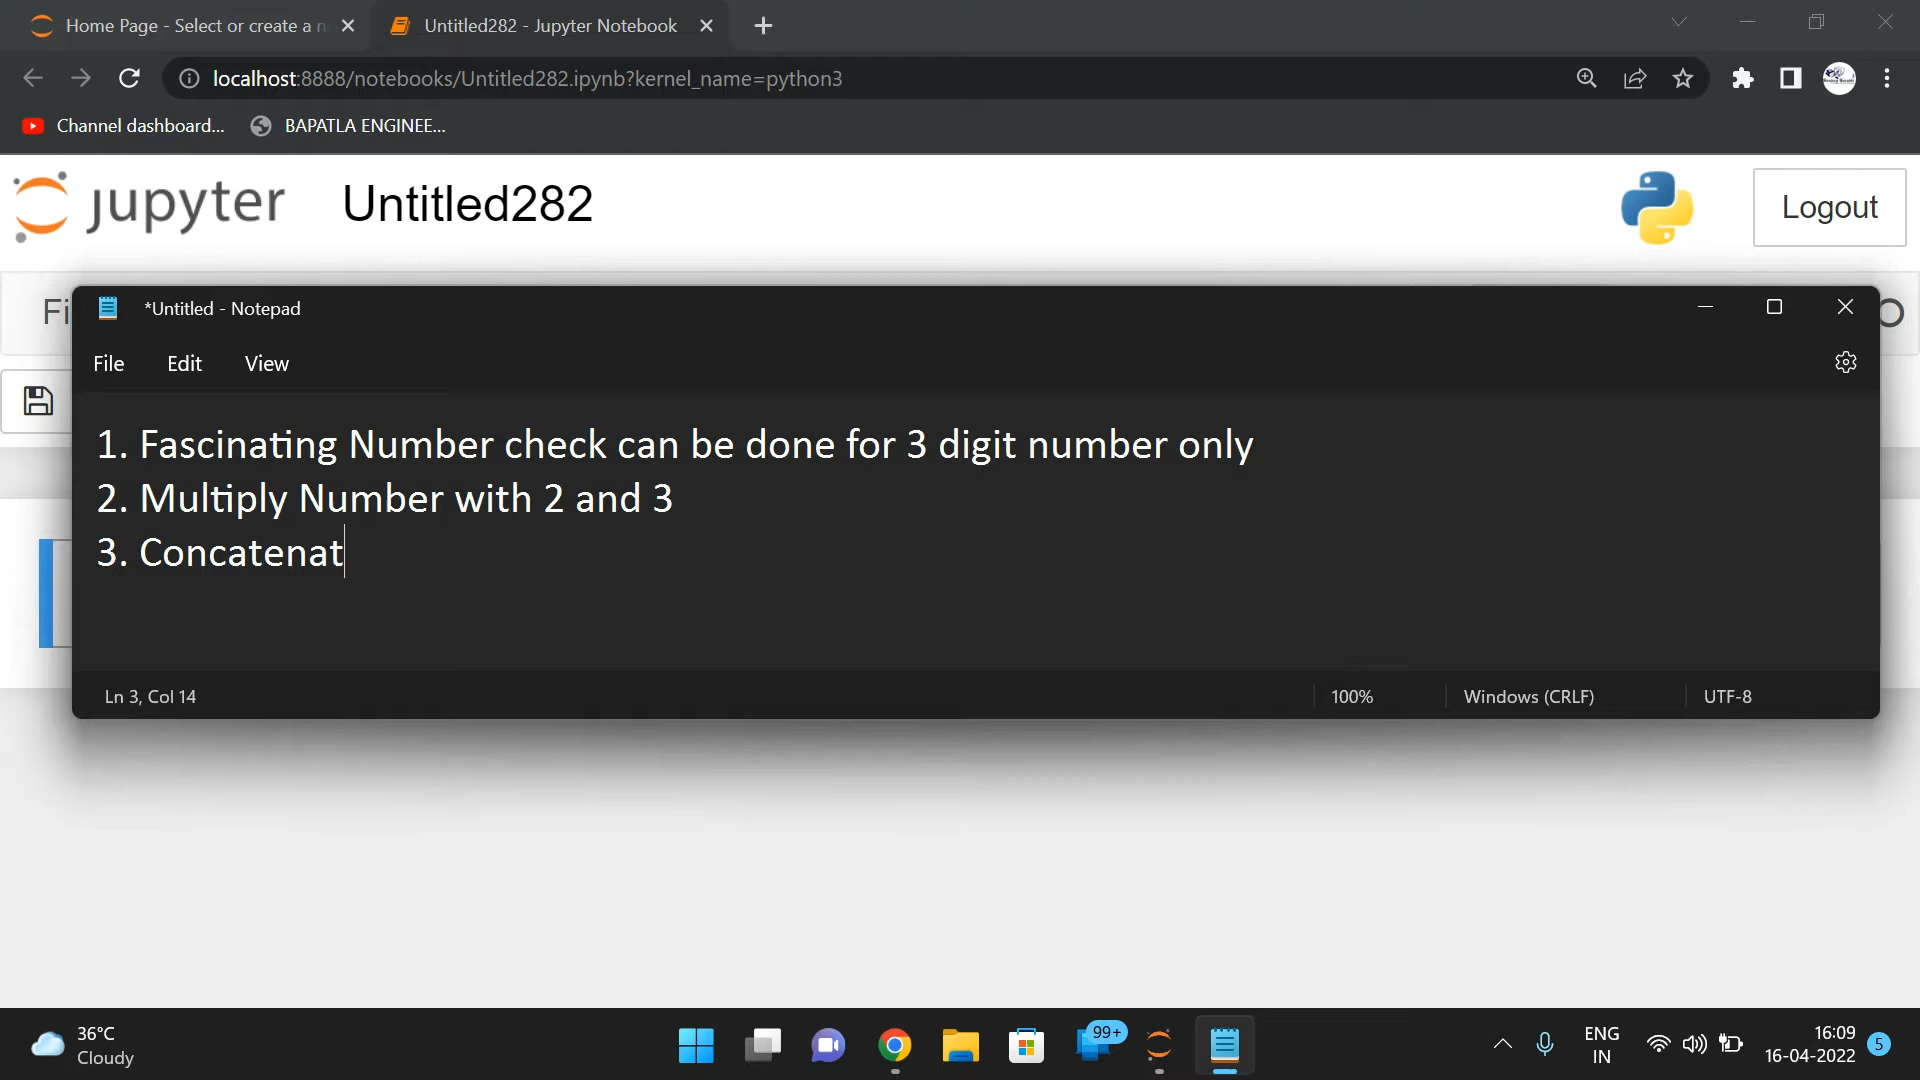 Home Page - Select or create a n
Untitled282 - Jupyter Notebook
localhost:8888/notebooks/Untitled282.ipynb?kernel_name=python3
Channel dashboard...
BAPATLA ENGINEE...
jupyter
Untitled282
Logout
Fi
*Untitled - Notepad
File Edit View
1. Fascinating Number check can be done for 3 digit number only
2. Multiply Number with 2 and 3
3. Concatenat
Ln 3, Col 14
100%
Windows (CRLF)
UTF-8
36°C
Cloudy
99+
ENG
IN
16:09
16-04-2022
5